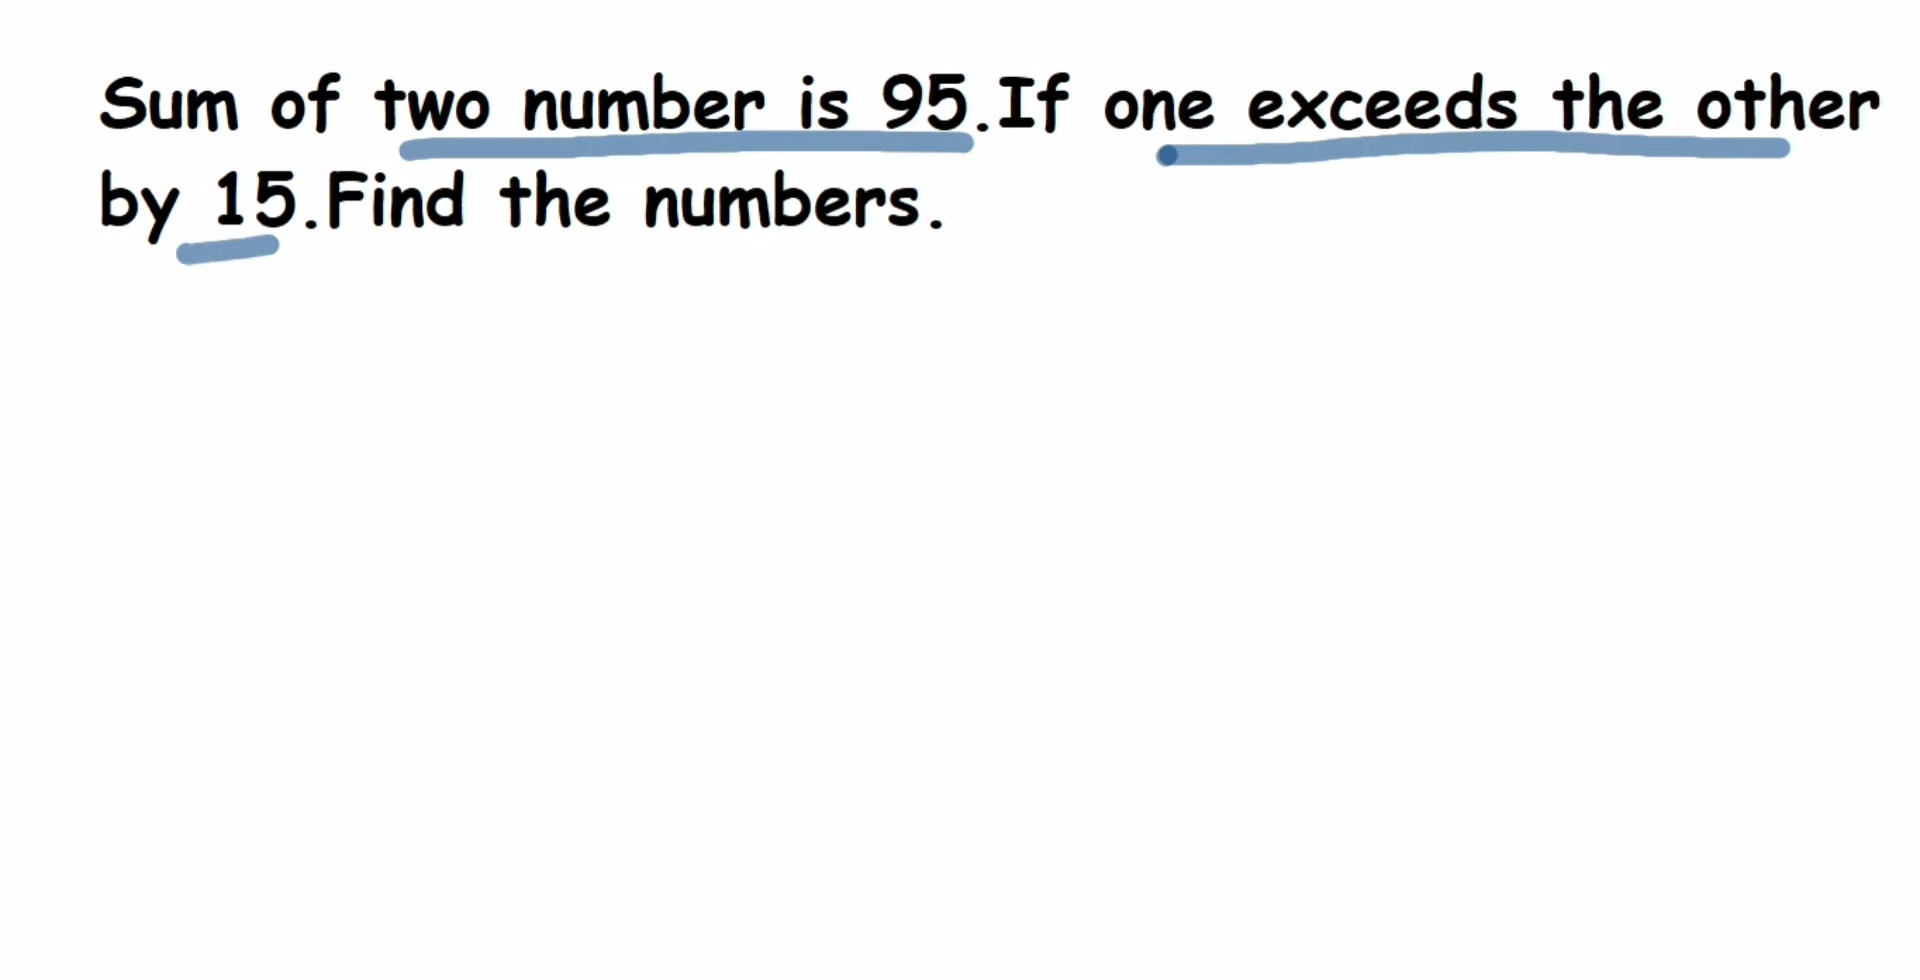 Sum of two number is 95.If one exceeds the other
by 15.Find the numbers.